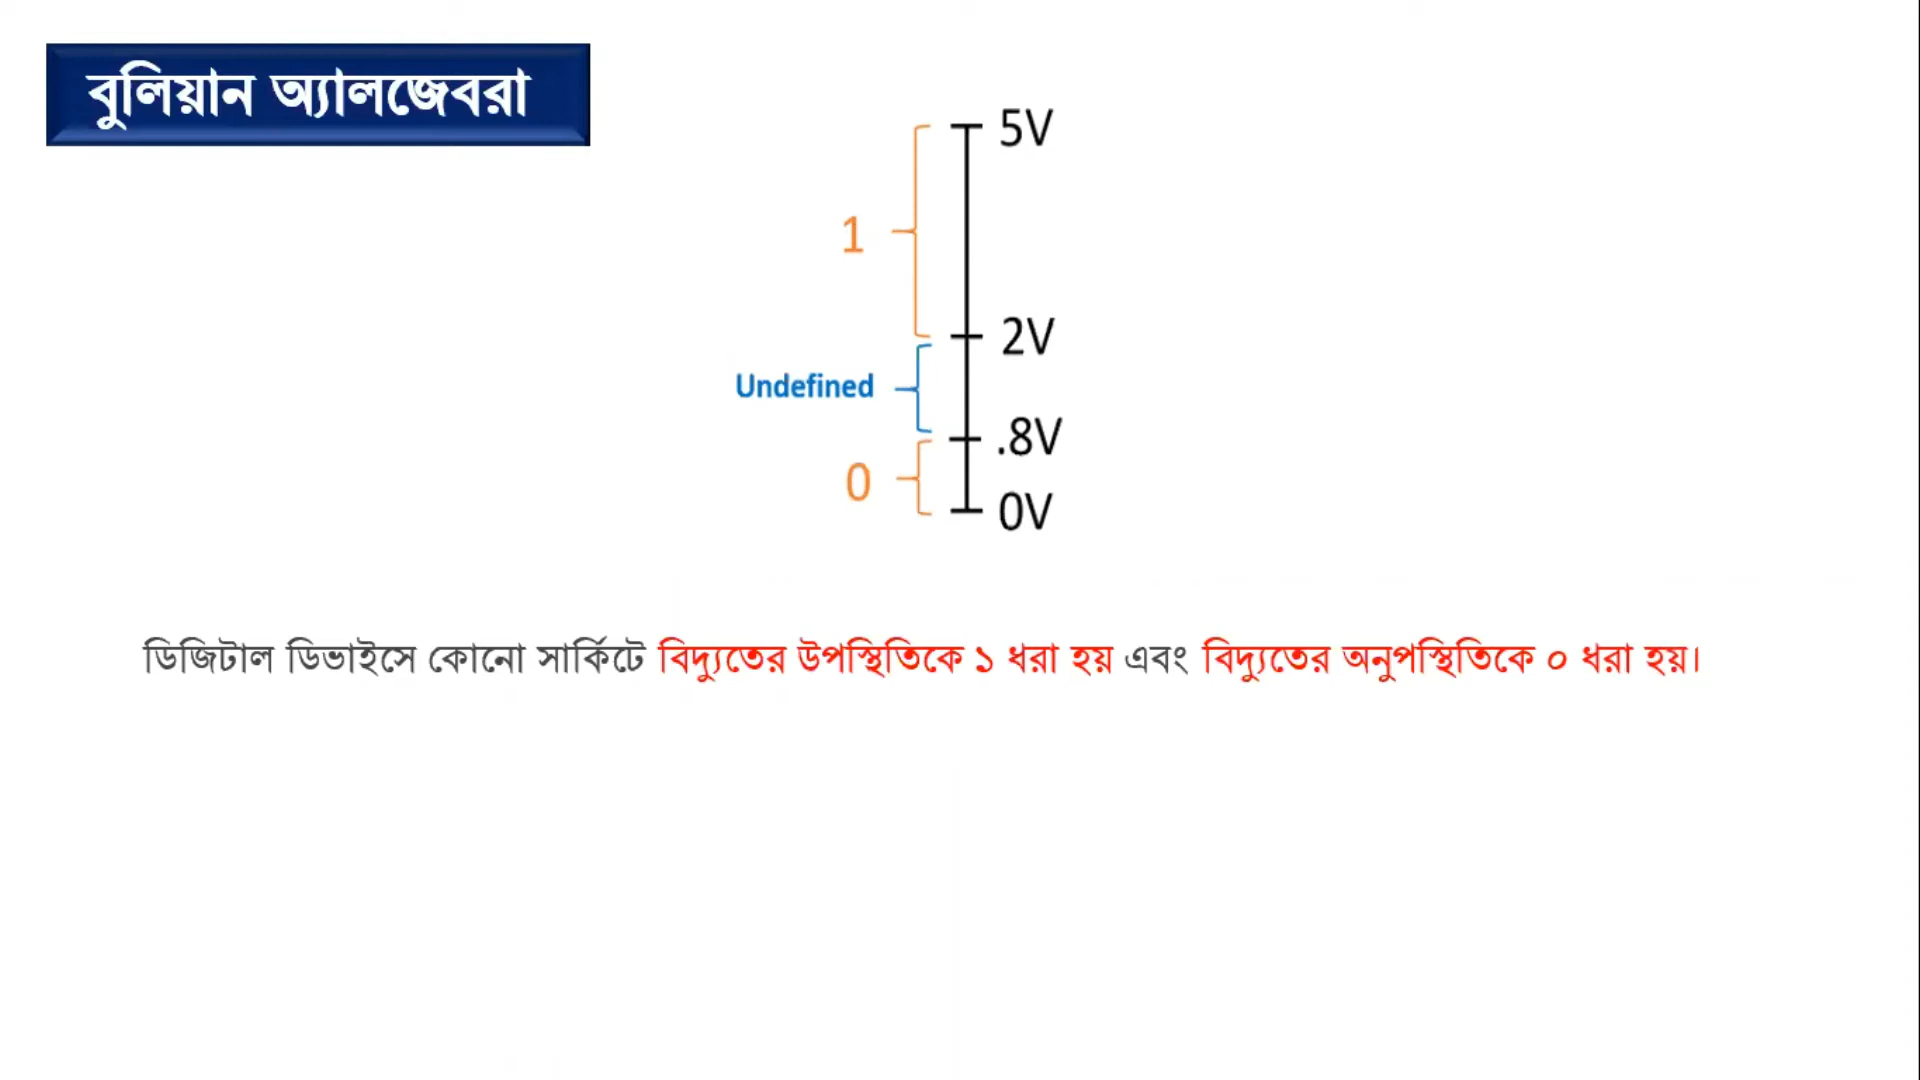 বুলিয়ান অ্যালজেবরা
5V
1
2V
Undefined
.8V
0
0V
ডিজিটাল ডিভাইসে কোনো সার্কিটে বিদ্যুতের উপস্থিতিকে ১ ধরা হয় এবং বিদ্যুতের অনুপস্থিতিকে ০ ধরা হয়।